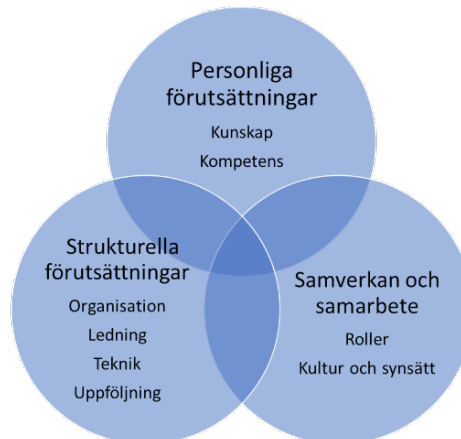 Personliga
förutsättningar
Kunskap
Kompetens
Strukturella
förutsättningar
Organisation
Ledning
Teknik
Uppföljning
Samverkan och
samarbete
Roller
Kultur och synsätt